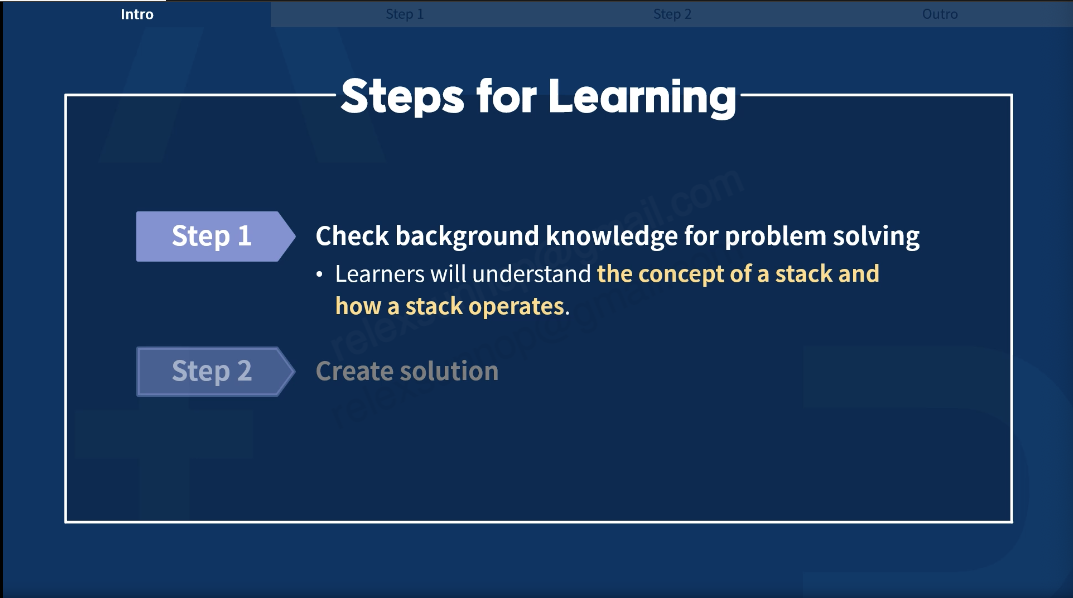 Intro
Step 1
Step 2
Outro
Steps for Learning
Step 1
Check background knowledge for problem solving
• Learners will understand the concept of a stack and
how a stack operates.
Step 2
Create solution